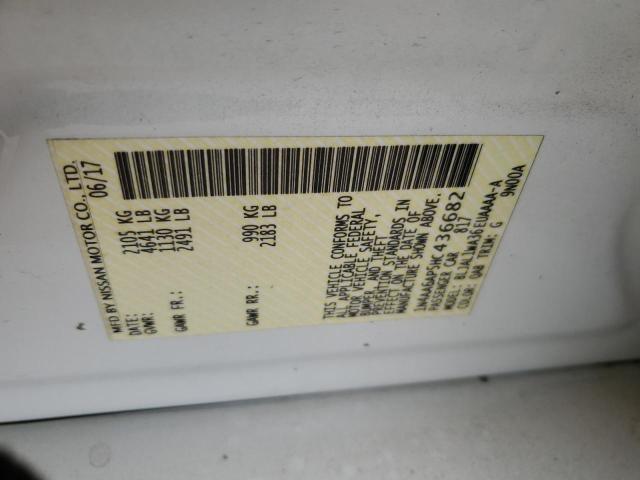 MFD BY NISSAN MOTOR CO., LTD.
DATE: 06/17
GVWR: 2105 KG
4641 LB
GAWR FR.: 1130 KG
2491 LB
GAWR RR.: 990 KG
2183 LB
THIS VEHICLE CONFORMS TO
ALL APPLICABLE FEDERAL
MOTOR VEHICLE SAFETY,
BUMPER, AND THEFT
PREVENTION STANDARDS IN
EFFECT ON THE DATE OF
MANUFACTURE SHOWN ABOVE.
1N4AA6AP5HC436682
PASSENGER CAR 817
MODEL: BJAL1MA36EUAAAA-A
COLOR: QAB TRIM: G 9N00A